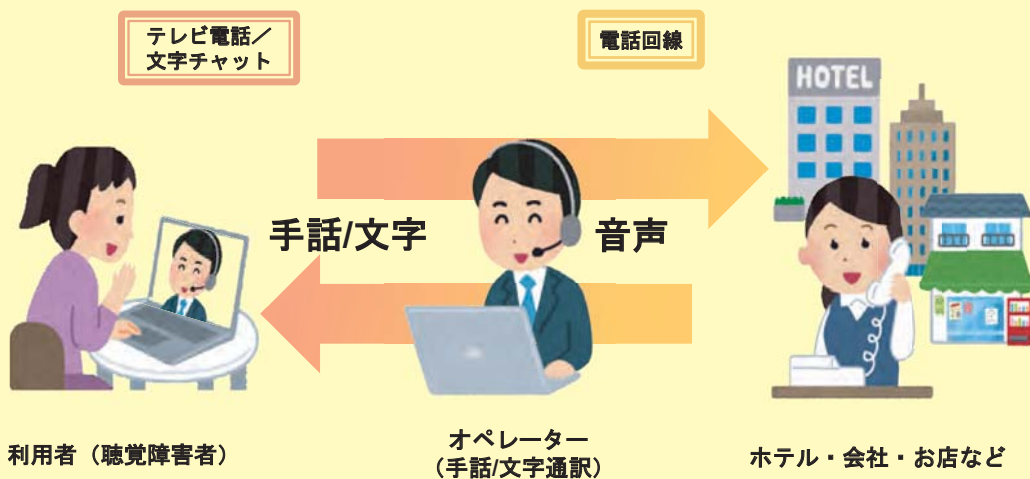 テレビ電話／
文字チャット
電話回線
HOTEL
手話/文字
音声
利用者（聴覚障害者）
オペレーター
（手話/文字通訳）
ホテル・会社・お店など